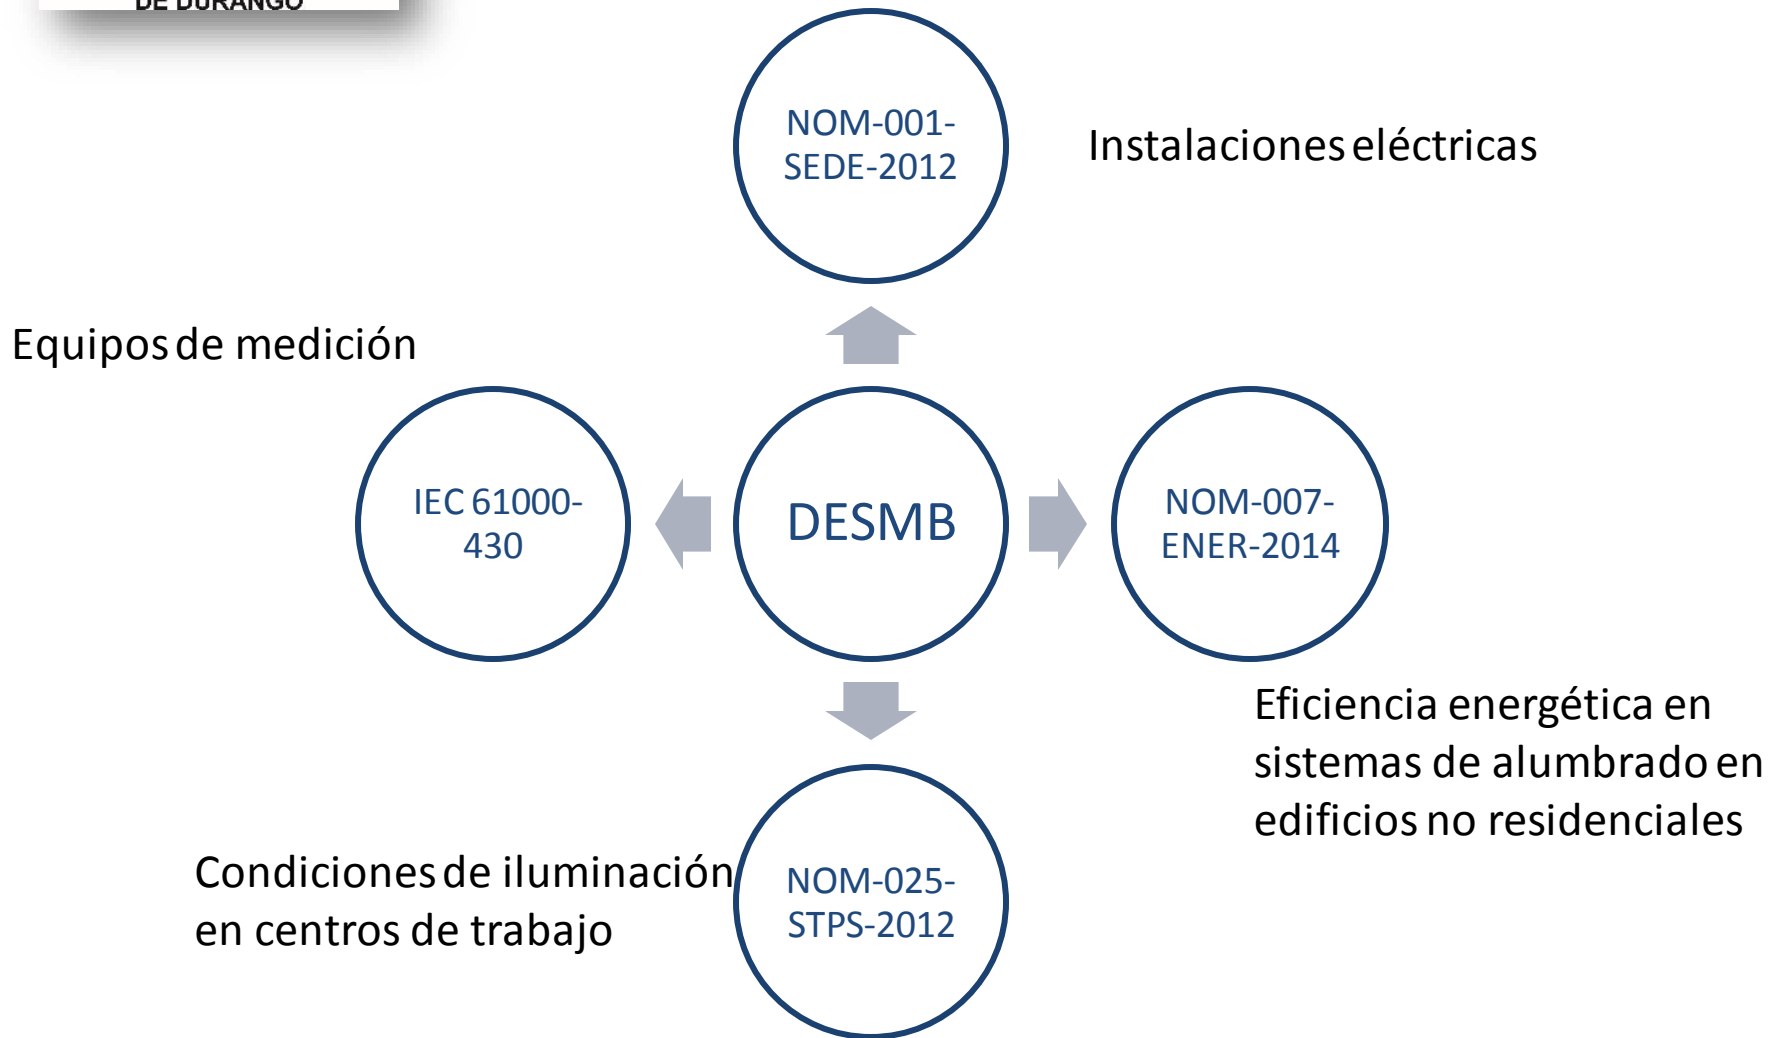 DE DURANGO
NOM-001-
SEDE-2012
Instalaciones eléctricas
Equipos de medición
IEC 61000-
430
DESMB
NOM-007-
ENER-2014
Eficiencia energética en
sistemas de alumbrado en
edificios no residenciales
Condiciones de iluminación
en centros de trabajo
NOM-025-
STPS-2012